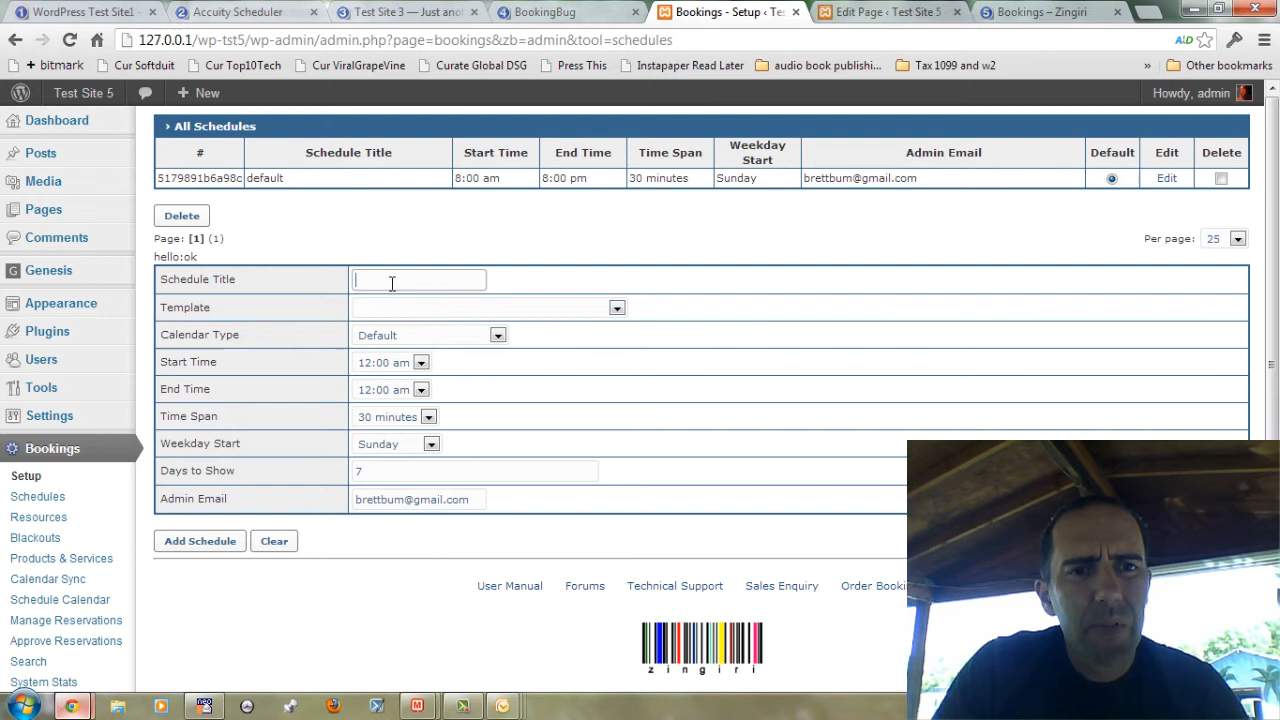 WordPress Test Site1 -
Accuity Scheduler
Test Site 3 — Just anot
BookingBug
Bookings - Setup ‹ Tes
Edit Page ‹ Test Site 5
Bookings – Zingiri
127.0.0.1/wp-tst5/wp-admin/admin.php?page=bookings&zb=admin&tool=schedules
+ bitmark
Cur Softduit
Cur Top10Tech
Cur ViralGrapeVine
Curate Global DSG
Press This
Instapaper Read Later
audio book publishi...
Tax 1099 and w2
»
Other bookmarks
Test Site 5
+ New
Howdy, admin
Dashboard
Posts
Media
Pages
Comments
Genesis
Appearance
Plugins
Users
Tools
Settings
Bookings
Setup
Schedules
Resources
Blackouts
Products & Services
Calendar Sync
Schedule Calendar
Manage Reservations
Approve Reservations
Search
System Stats
› All Schedules
# Schedule Title Start Time End Time Time Span Weekday Start Admin Email Default Edit Delete
5179891b6a98c default 8:00 am 8:00 pm 30 minutes Sunday brettbum@gmail.com Edit
Delete
Page: [1] (1)
Per page: 25
hello:ok
Schedule Title
Template
Calendar Type Default
Start Time 12:00 am
End Time 12:00 am
Time Span 30 minutes
Weekday Start Sunday
Days to Show 7
Admin Email brettbum@gmail.com
Add Schedule Clear
User Manual Forums Technical Support Sales Enquiry Order Booki
zingiri